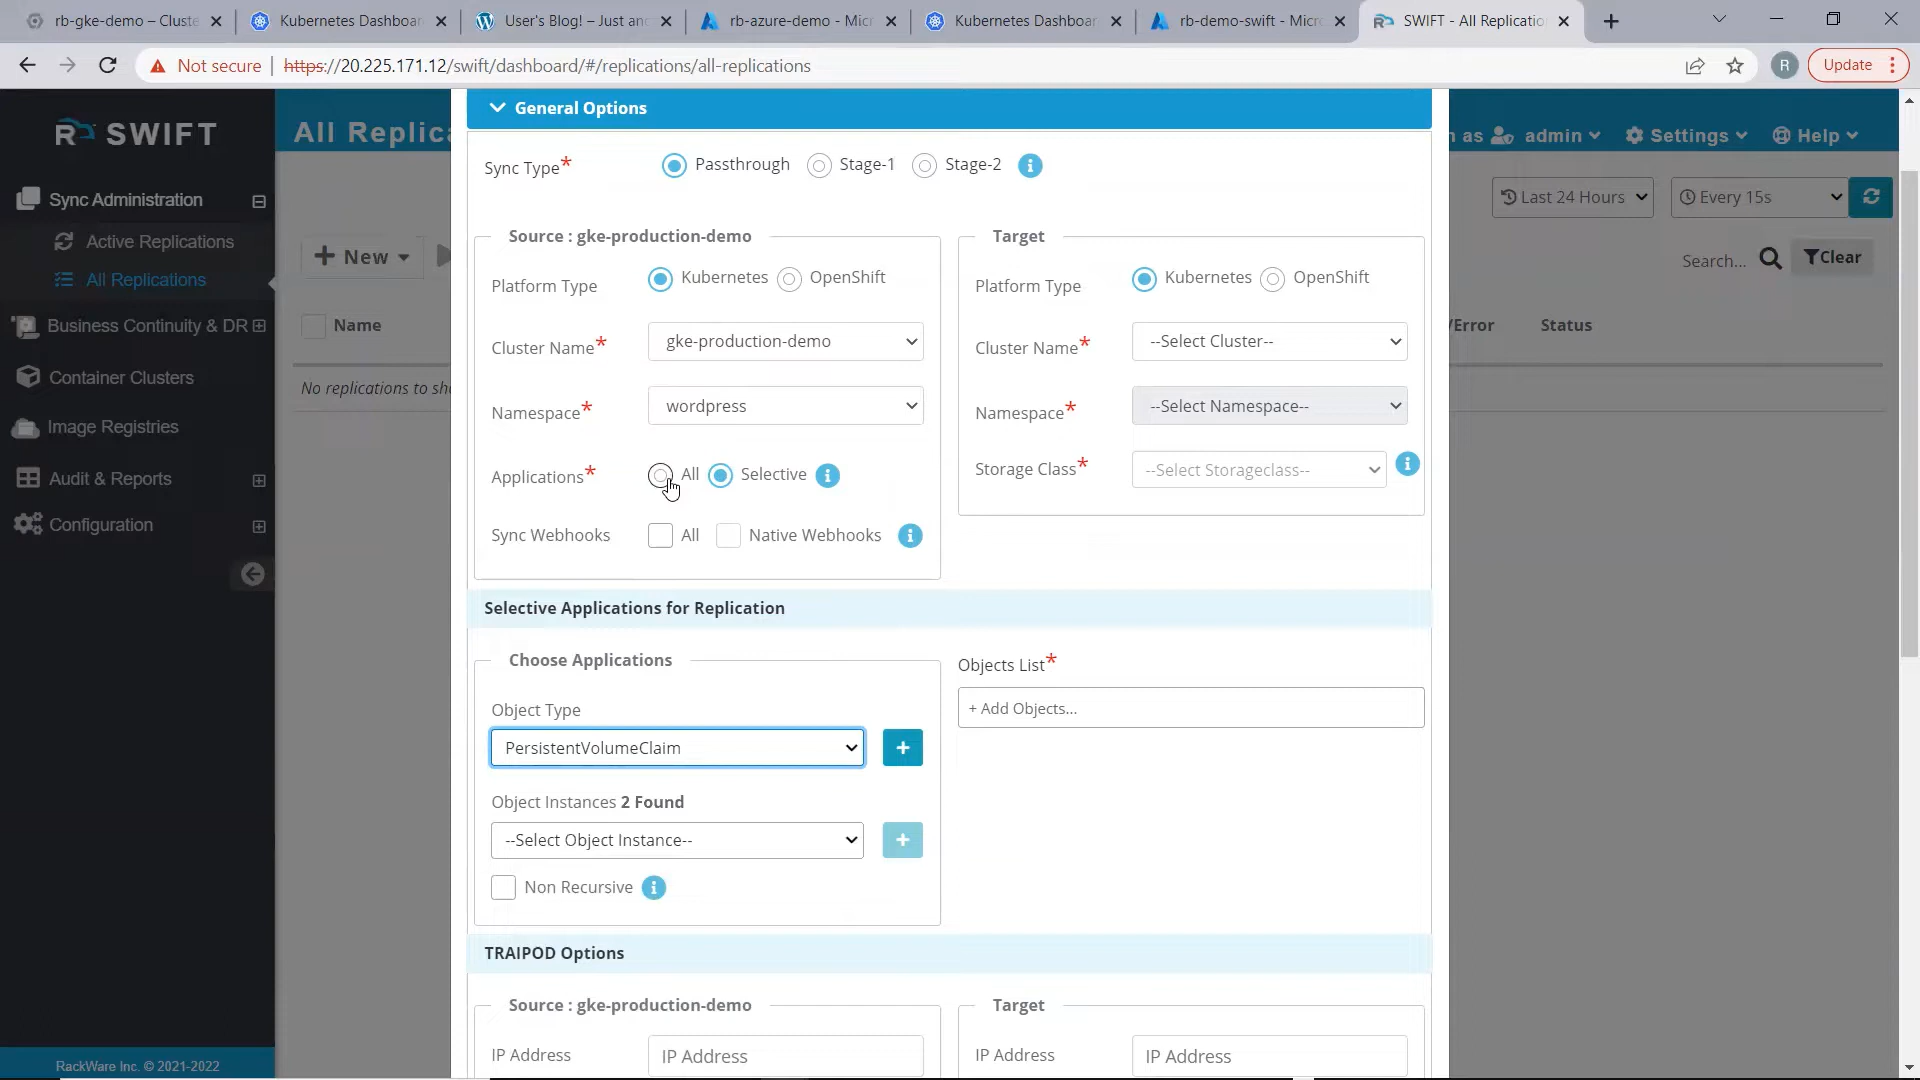 rb-gke-demo – Cluste
Kubernetes Dashboar
User's Blog! – Just an
rb-azure-demo - Micr
Kubernetes Dashboar
rb-demo-swift - Micr
SWIFT - All Replicatio
Not secure
https://20.225.171.12/swift/dashboard/#/replications/all-replications
R
Update
SWIFT
All Replica
as admin
Settings
Help
Sync Administration
Active Replications
All Replications
Business Continuity & DR
Container Clusters
Image Registries
Audit & Reports
Configuration
RackWare Inc. © 2021-2022
New
Last 24 Hours
Every 15s
Search...
Clear
Name
/Error
Status
No replications to sh
General Options
Sync Type*
Passthrough
Stage-1
Stage-2
Source : gke-production-demo
Platform Type
Kubernetes
OpenShift
Cluster Name*
gke-production-demo
Namespace*
wordpress
Applications*
All
Selective
Sync Webhooks
All
Native Webhooks
Target
Platform Type
Kubernetes
OpenShift
Cluster Name*
--Select Cluster--
Namespace*
--Select Namespace--
Storage Class*
--Select Storageclass--
Selective Applications for Replication
Choose Applications
Object Type
PersistentVolumeClaim
Object Instances 2 Found
--Select Object Instance--
Non Recursive
Objects List*
+ Add Objects...
TRAIPOD Options
Source : gke-production-demo
IP Address
IP Address
Target
IP Address
IP Address